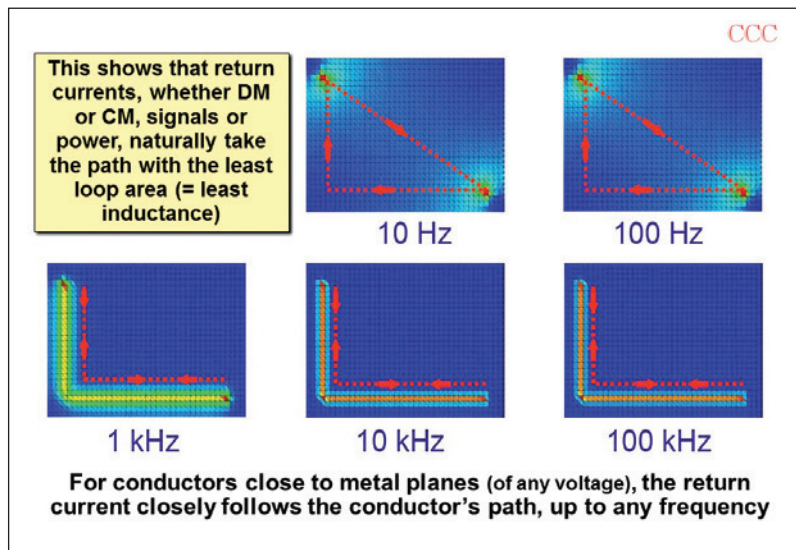 CCC
This shows that return
currents, whether DM
or CM, signals or
power, naturally take
the path with the least
loop area (= least
inductance)
10 Hz
100 Hz
1 kHz
10 kHz
100 kHz
For conductors close to metal planes (of any voltage), the return
current closely follows the conductor's path, up to any frequency